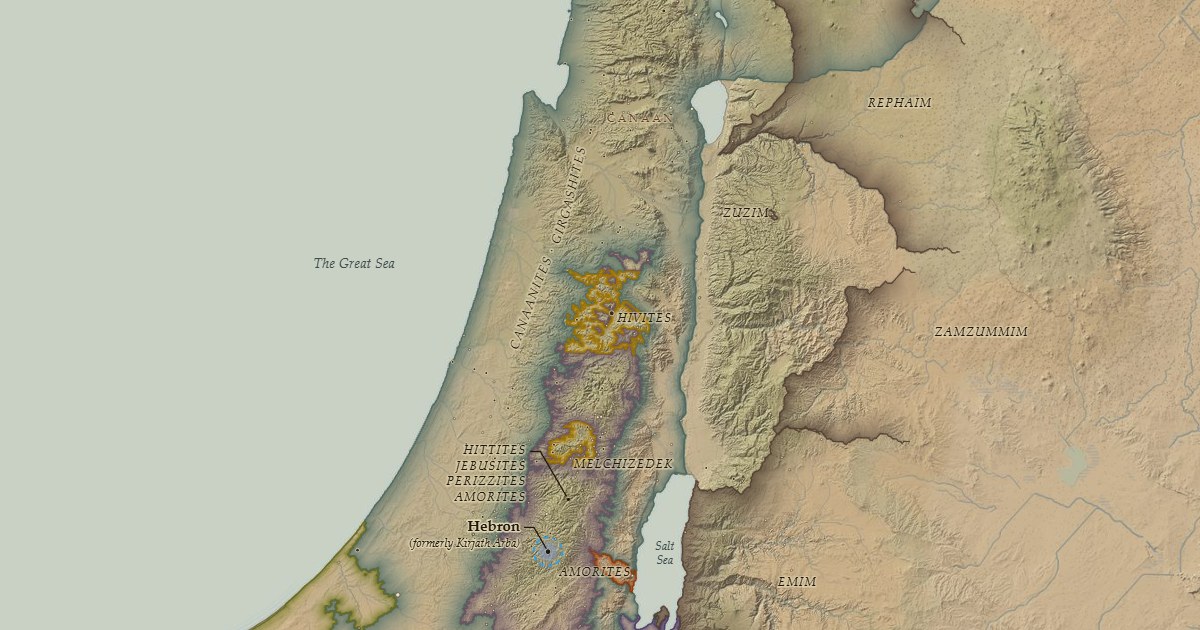 REPHAIM
CANAAN
CANAANITES · GIRGASHITES
ZUZIM
The Great Sea
HIVITES
ZAMZUMMIM
HITTITES
JEBUSITES
PERIZZITES
AMORITES
MELCHIZEDEK
Hebron
(formerly Kirjath Arba)
Salt
Sea
AMORITES
EMIM